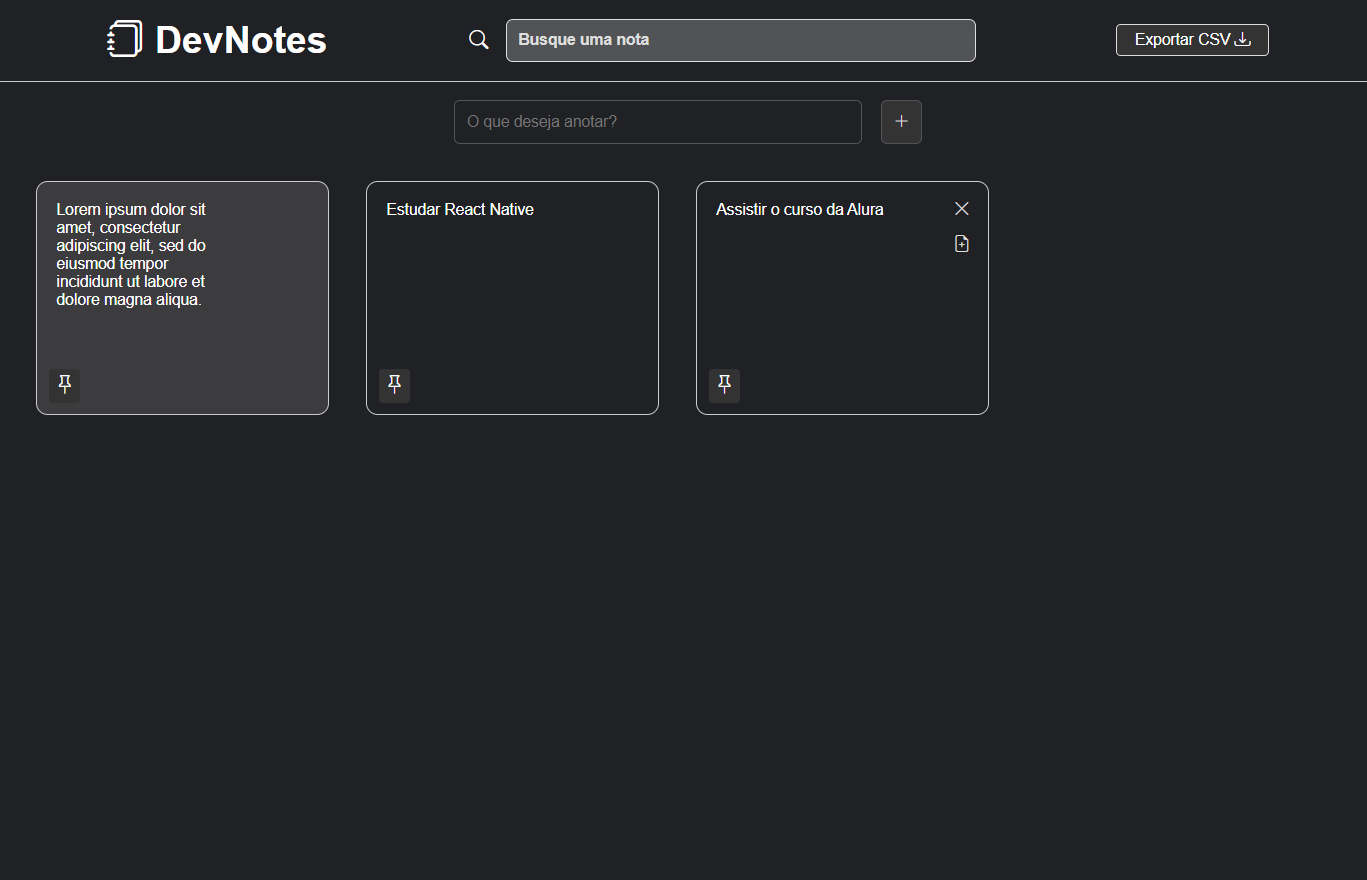 DevNotes
Busque uma nota
Exportar CSV
O que deseja anotar?
Lorem ipsum dolor sit
amet, consectetur
adipiscing elit, sed do
eiusmod tempor
incididunt ut labore et
dolore magna aliqua.
Estudar React Native
Assistir o curso da Alura